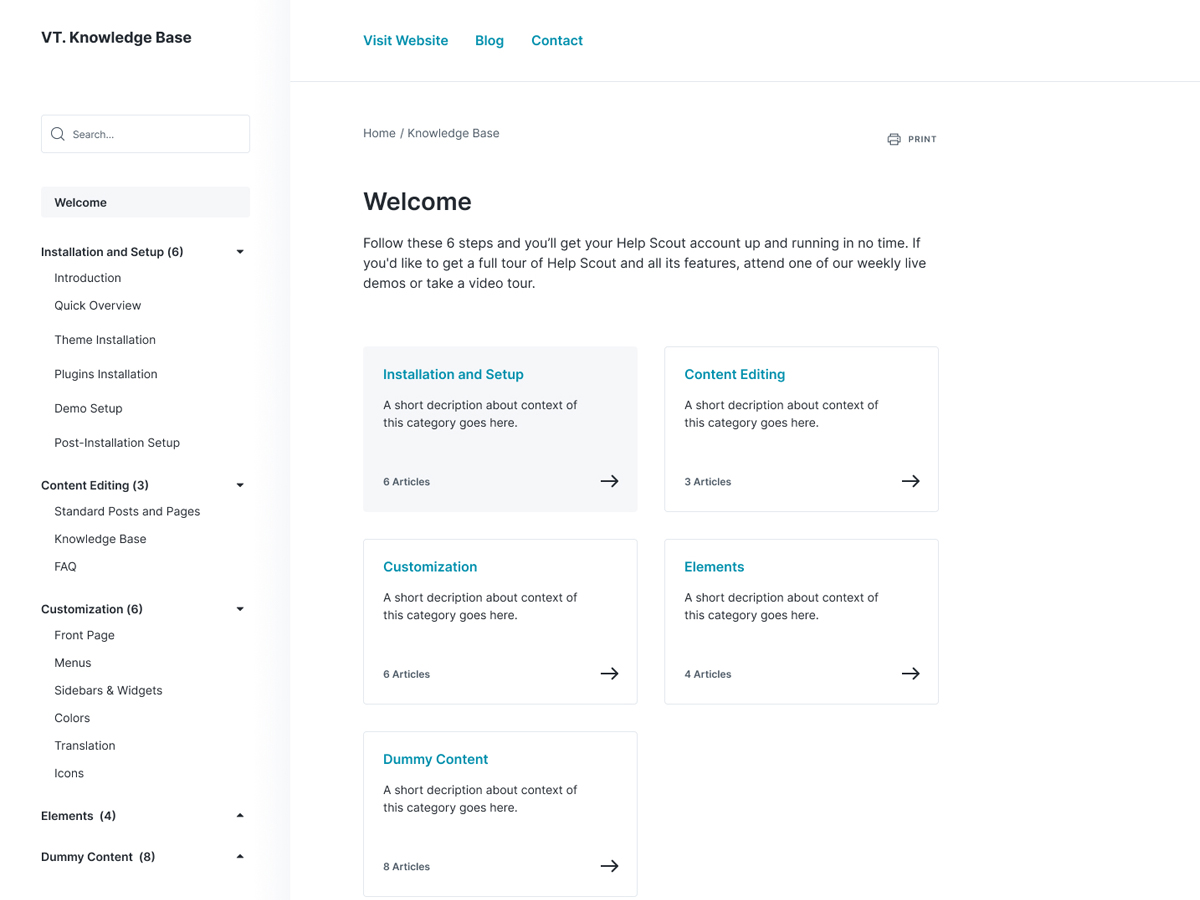 VT. Knowledge Base
Search...
Welcome
Installation and Setup (6)
Introduction
Quick Overview
Theme Installation
Plugins Installation
Demo Setup
Post-Installation Setup
Content Editing (3)
Standard Posts and Pages
Knowledge Base
FAQ
Customization (6)
Front Page
Menus
Sidebars & Widgets
Colors
Translation
Icons
Elements (4)
Dummy Content (8)
Visit Website Blog Contact
Home / Knowledge Base
PRINT
Welcome
Follow these 6 steps and you’ll get your Help Scout account up and running in no time. If
you'd like to get a full tour of Help Scout and all its features, attend one of our weekly live
demos or take a video tour.
Installation and Setup
A short decription about context of
this category goes here.
6 Articles
Content Editing
A short decription about context of
this category goes here.
3 Articles
Customization
A short decription about context of
this category goes here.
6 Articles
Elements
A short decription about context of
this category goes here.
4 Articles
Dummy Content
A short decription about context of
this category goes here.
8 Articles